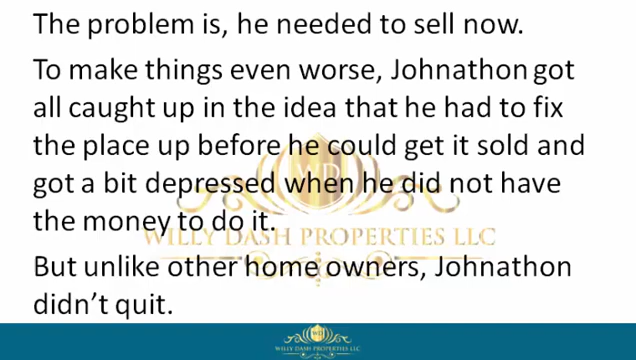 The problem is, he needed to sell now.
To make things even worse, Johnathon got
all caught up in the idea that he had to fix
the place up before he could get it sold and
got a bit depressed when he did not have
the money to do it.
WILLY DASH PROPERTIES LLC
But unlike other home owners, Johnathon
didn't quit.
WILLY DASH PROPERTIES LLC